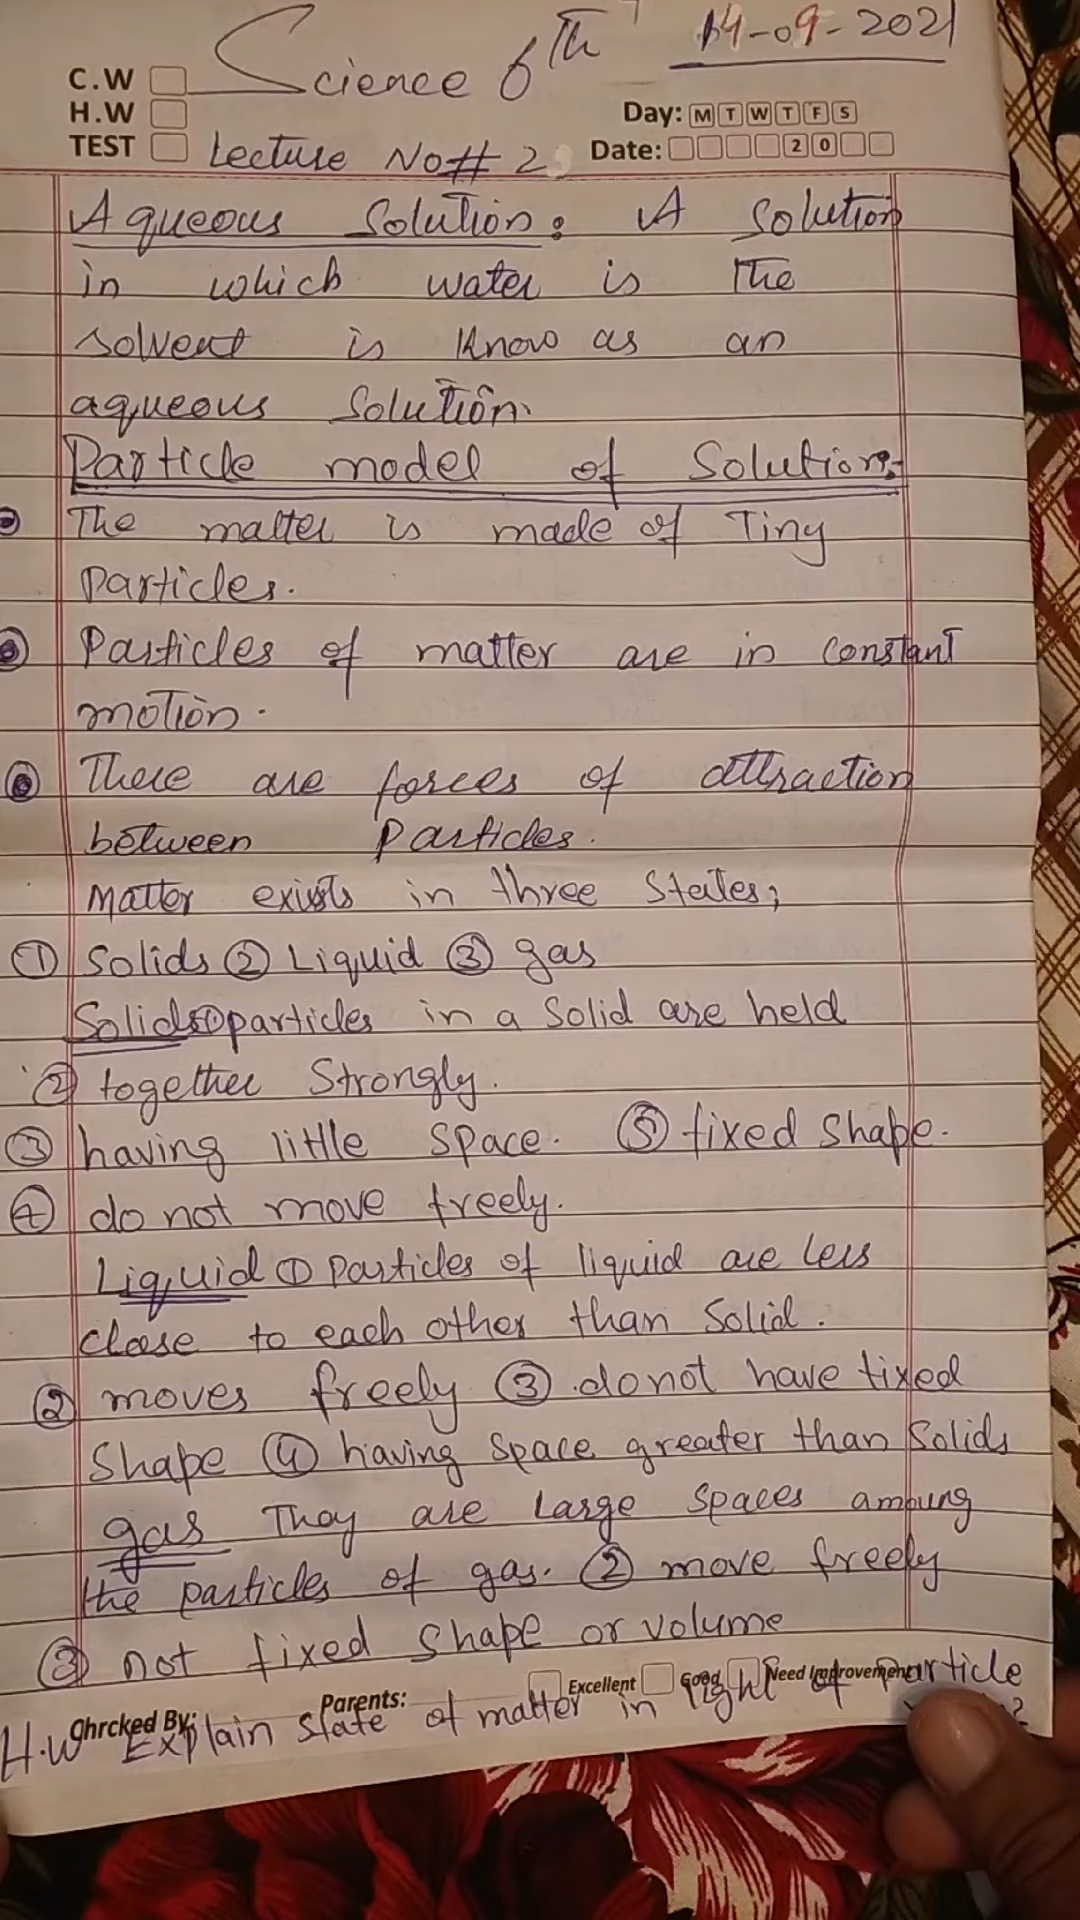 Science 6th 14-09-2021
C.W
H.W
TEST
Day: M T W T F S
Date: 2 0
Lecture No# 2
Aqueous Solution: A Solution
in which water is the
solvent is know as an
aqueous Solution.
Particle model of Solution:-
The matter is made of Tiny
Particles.
Particles of matter are in constant
motion.
There are forces of attraction
between Particles.
Matter exists in three States;
① Solids ② Liquid ③ gas
Solids ① particles in a Solid are held
② together Strongly.
③ having little space. ⑤ fixed shape.
④ do not move freely.
Liquid ① Particles of liquid are less
close to each other than Solid.
② moves freely ③ do not have fixed
Shape ④ having space greater than Solids
gas They are Large spaces among
the particles of gas. ② move freely
③ not fixed shape or volume
Ghrcked By: Parents: Excellent Good Need Improvement
H.W Explain state of matter in light of Particle